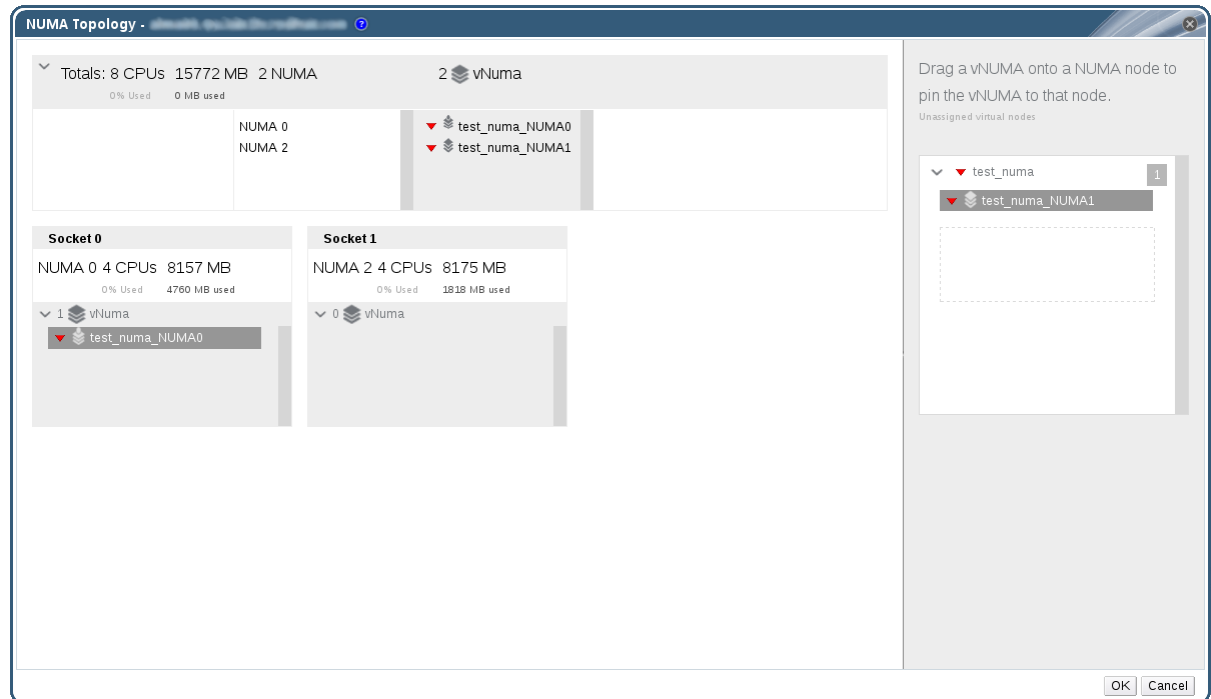 NUMA Topology -
Totals: 8 CPUs 15772 MB 2 NUMA 2 vNuma
0% Used 0 MB used
NUMA 0
NUMA 2
test_numa_NUMA0
test_numa_NUMA1
Socket 0
NUMA 0 4 CPUs 8157 MB
0% Used 4760 MB used
1 vNuma
test_numa_NUMA0
Socket 1
NUMA 2 4 CPUs 8175 MB
0% Used 1818 MB used
0 vNuma
Drag a vNUMA onto a NUMA node to
pin the vNUMA to that node.
Unassigned virtual nodes
test_numa 1
test_numa_NUMA1
OK Cancel